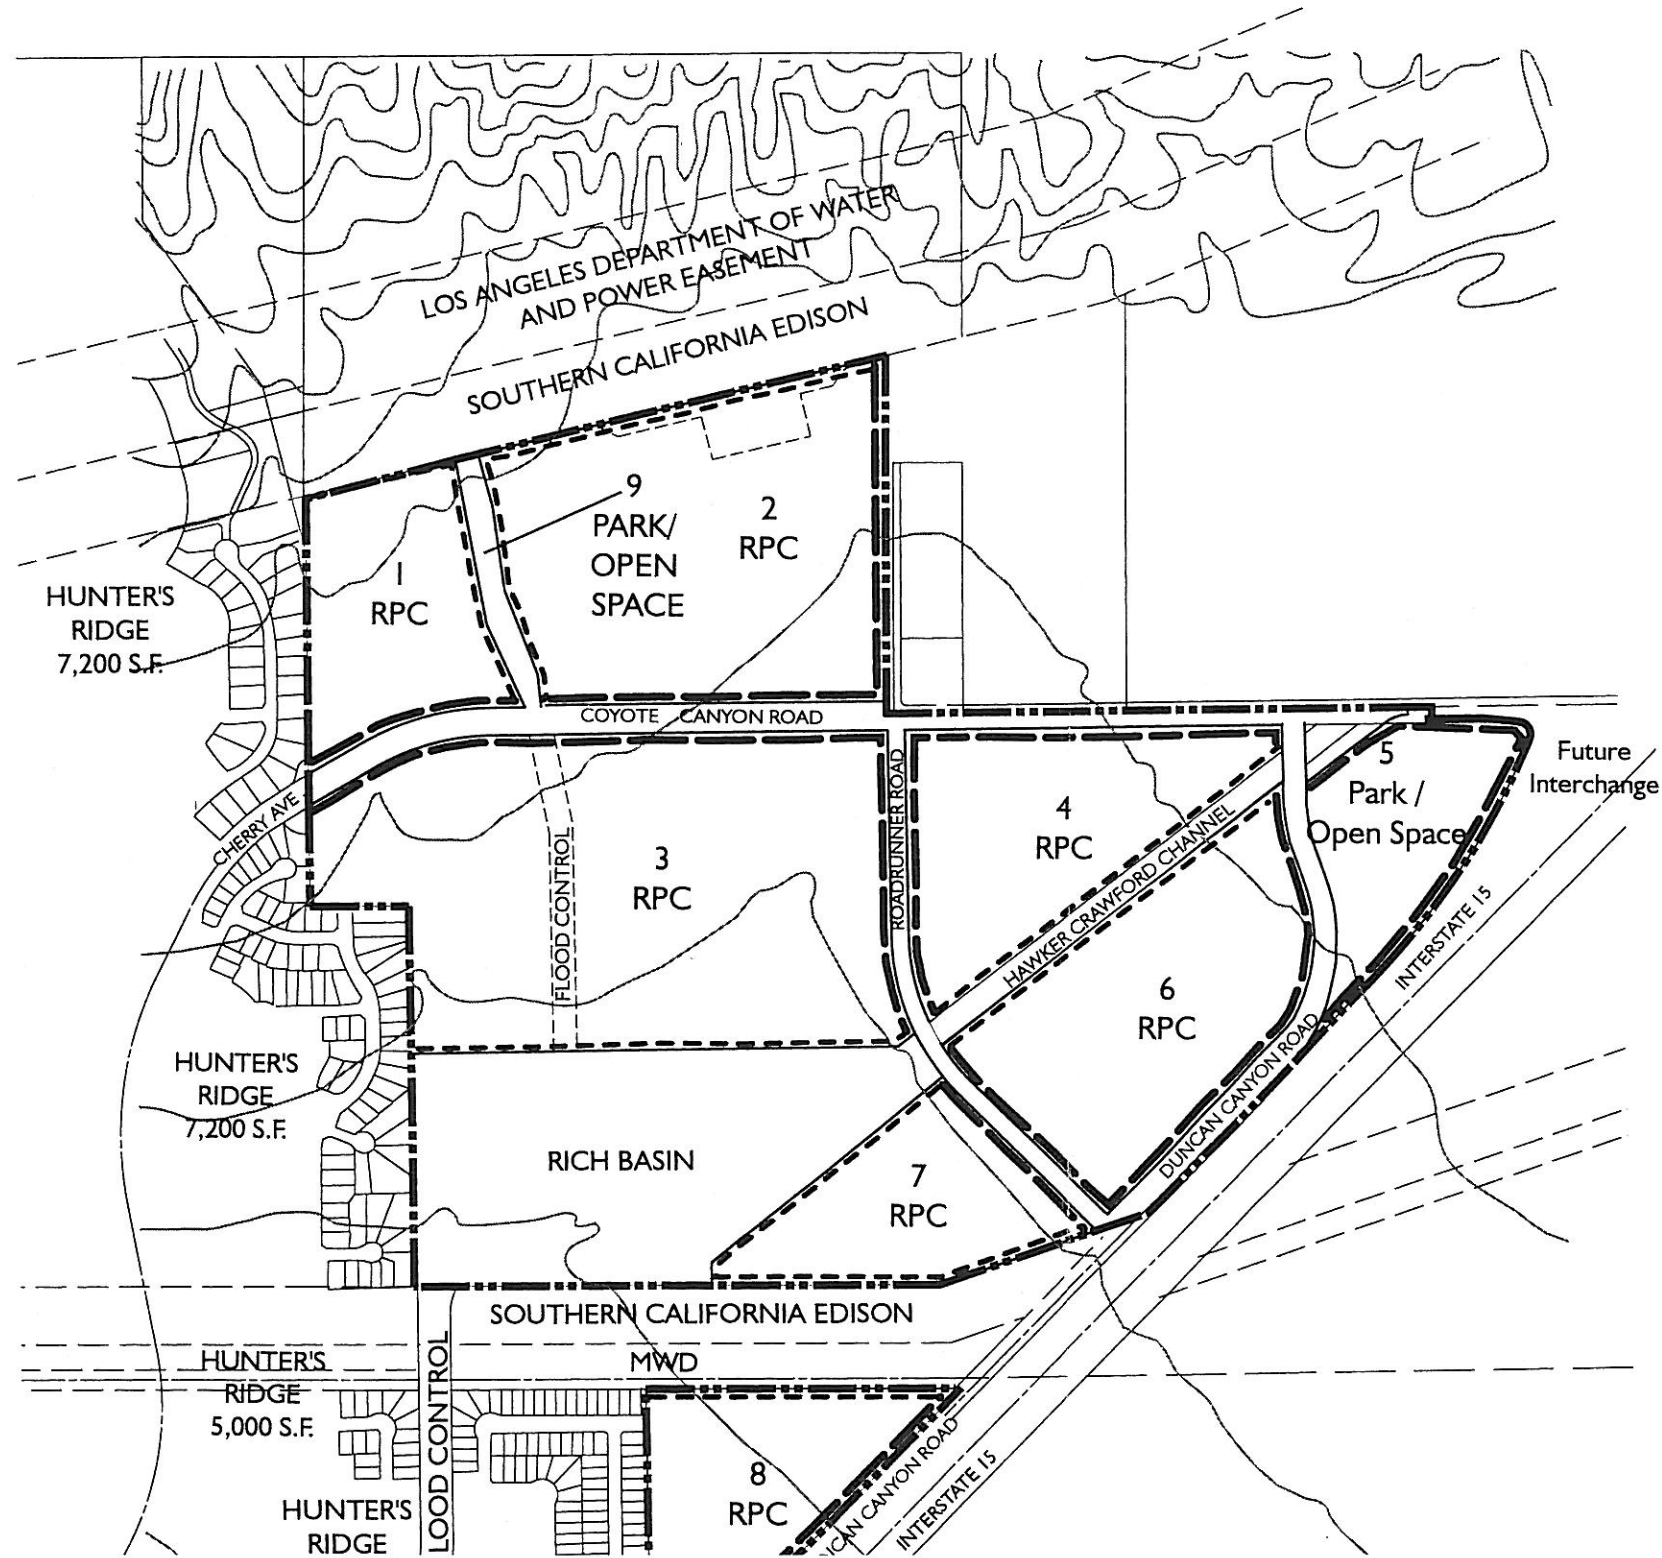 LOS ANGELES DEPARTMENT OF WATER
AND POWER EASEMENT
SOUTHERN CALIFORNIA EDISON
9
PARK/
OPEN
SPACE
2
RPC
1
RPC
HUNTER'S
RIDGE
7,200 S.F.
COYOTE CANYON ROAD
CHERRY AVE
5
Park /
Open Space
Future
Interchange
ROADRUNNER ROAD
4
RPC
HAWKER CRAWFORD CHANNEL
3
RPC
FLOOD CONTROL
INTERSTATE 15
6
RPC
HUNTER'S
RIDGE
7,200 S.F.
DUNCAN CANYON ROAD
RICH BASIN
7
RPC
SOUTHERN CALIFORNIA EDISON
MWD
HUNTER'S
RIDGE
5,000 S.F.
LOOD CONTROL
8
RPC
ICAN CANYON ROAD
INTERSTATE 15
HUNTER'S
RIDGE